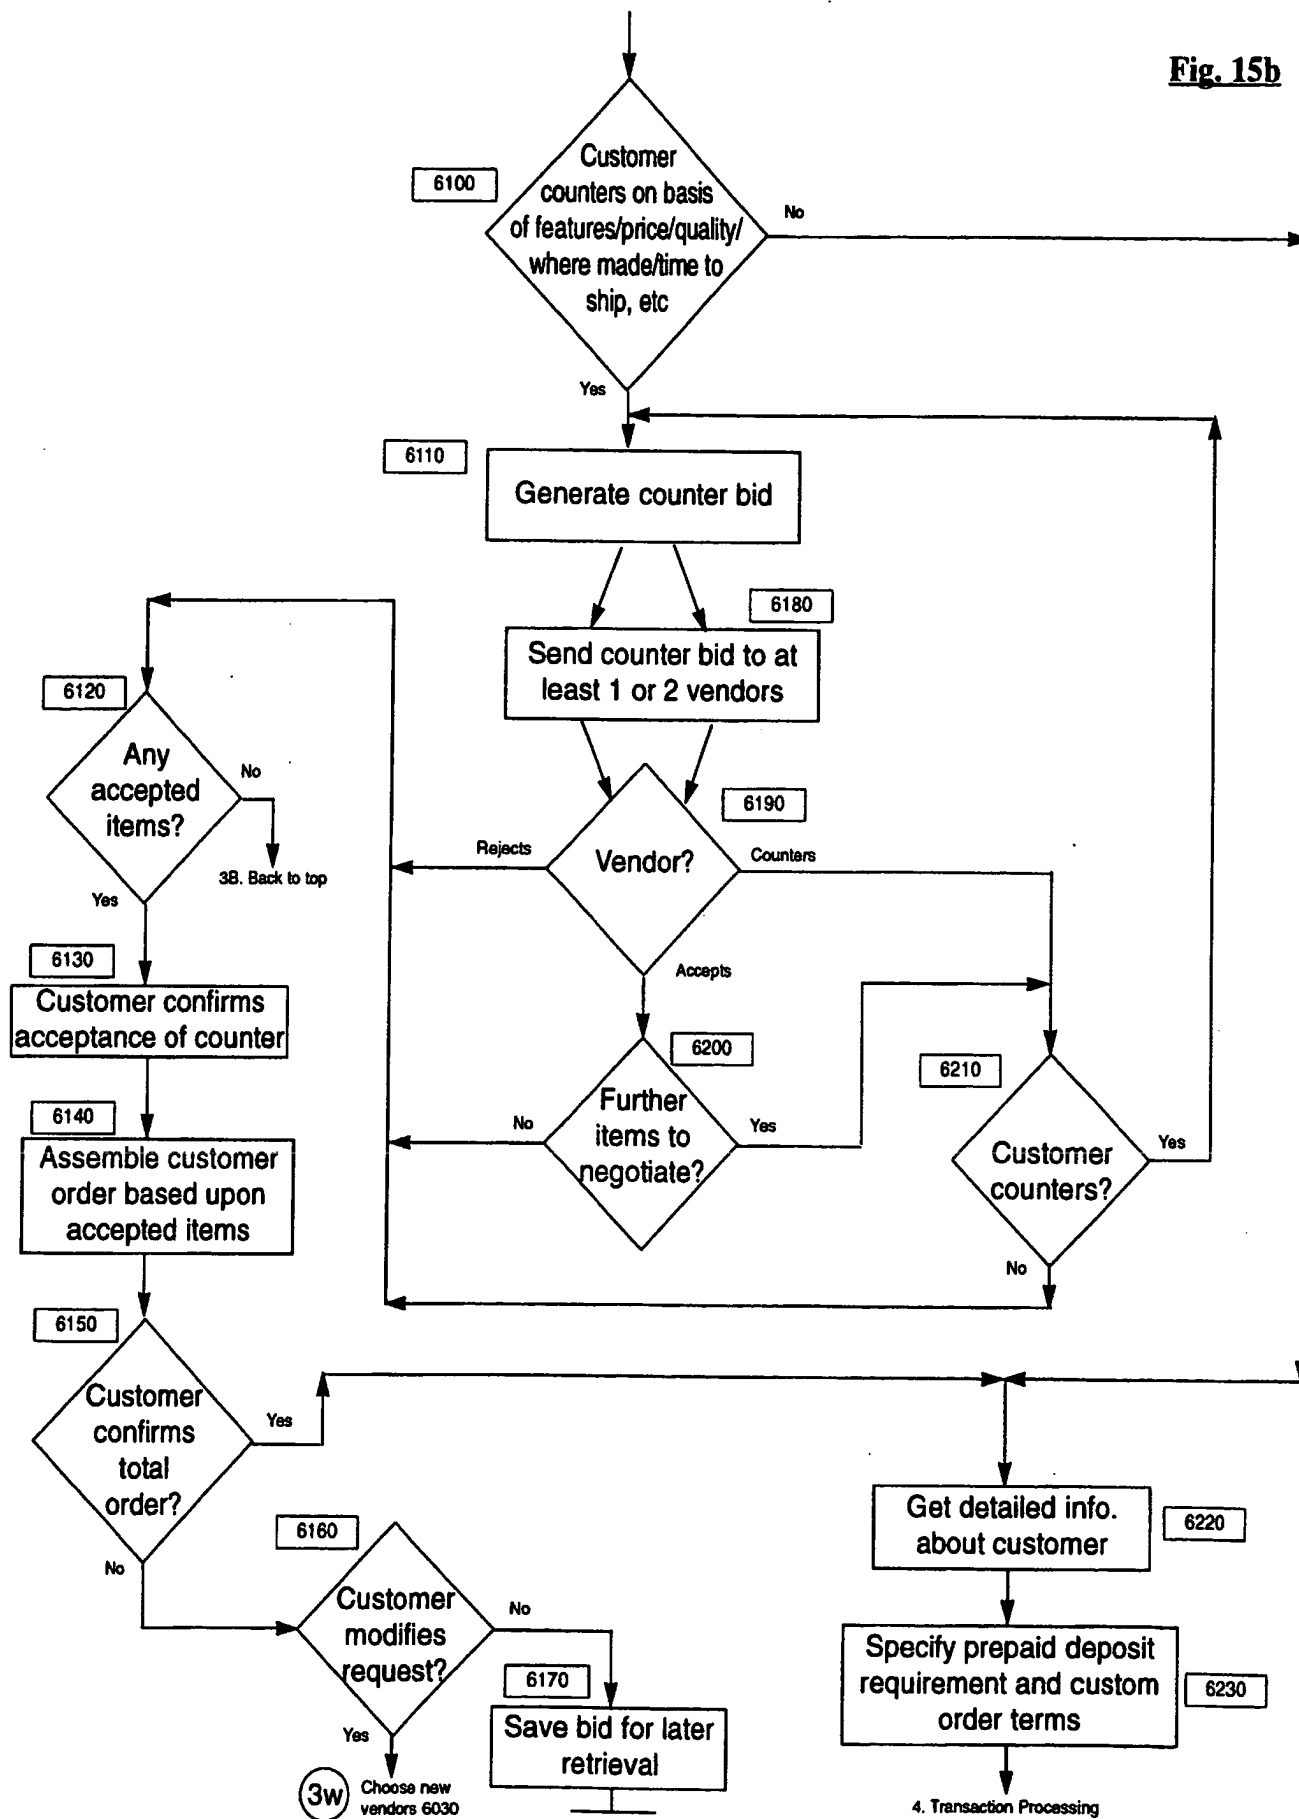 Fig. 15b
6100
Customer
counters on basis
of features/price/quality/
where made/time to
ship, etc
No
Yes
6110
Generate counter bid
6180
Send counter bid to at
least 1 or 2 vendors
6120
Any
accepted
items?
No
3B. Back to top
Yes
6190
Vendor?
Rejects
Counters
Accepts
6130
Customer confirms
acceptance of counter
6200
Further
items to
negotiate?
No
Yes
6210
Customer
counters?
Yes
No
6140
Assemble customer
order based upon
accepted items
6150
Customer
confirms
total
order?
Yes
No
6160
Customer
modifies
request?
No
Yes
3w
Choose new
vendors 6030
6170
Save bid for later
retrieval
Get detailed info.
about customer
6220
Specify prepaid deposit
requirement and custom
order terms
6230
4. Transaction Processing